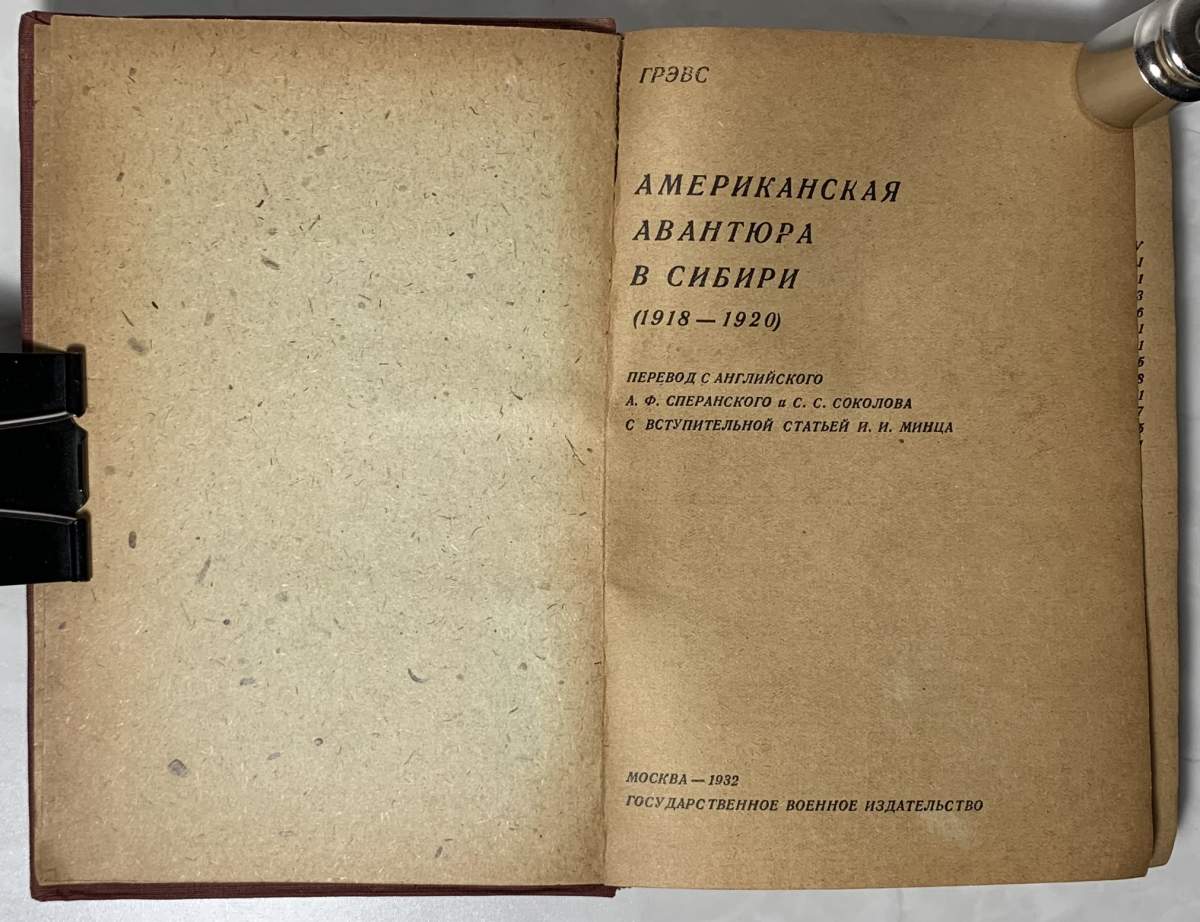 ГРЭВС
АМЕРИКАНСКАЯ
АВАНТЮРА
В СИБИРИ
(1918 — 1920)
ПЕРЕВОД С АНГЛИЙСКОГО
А. Ф. СПЕРАНСКОГО и С. С. СОКОЛОВА
С ВСТУПИТЕЛЬНОЙ СТАТЬЕЙ И. И. МИНЦА
МОСКВА — 1932
ГОСУДАРСТВЕННОЕ ВОЕННОЕ ИЗДАТЕЛЬСТВО